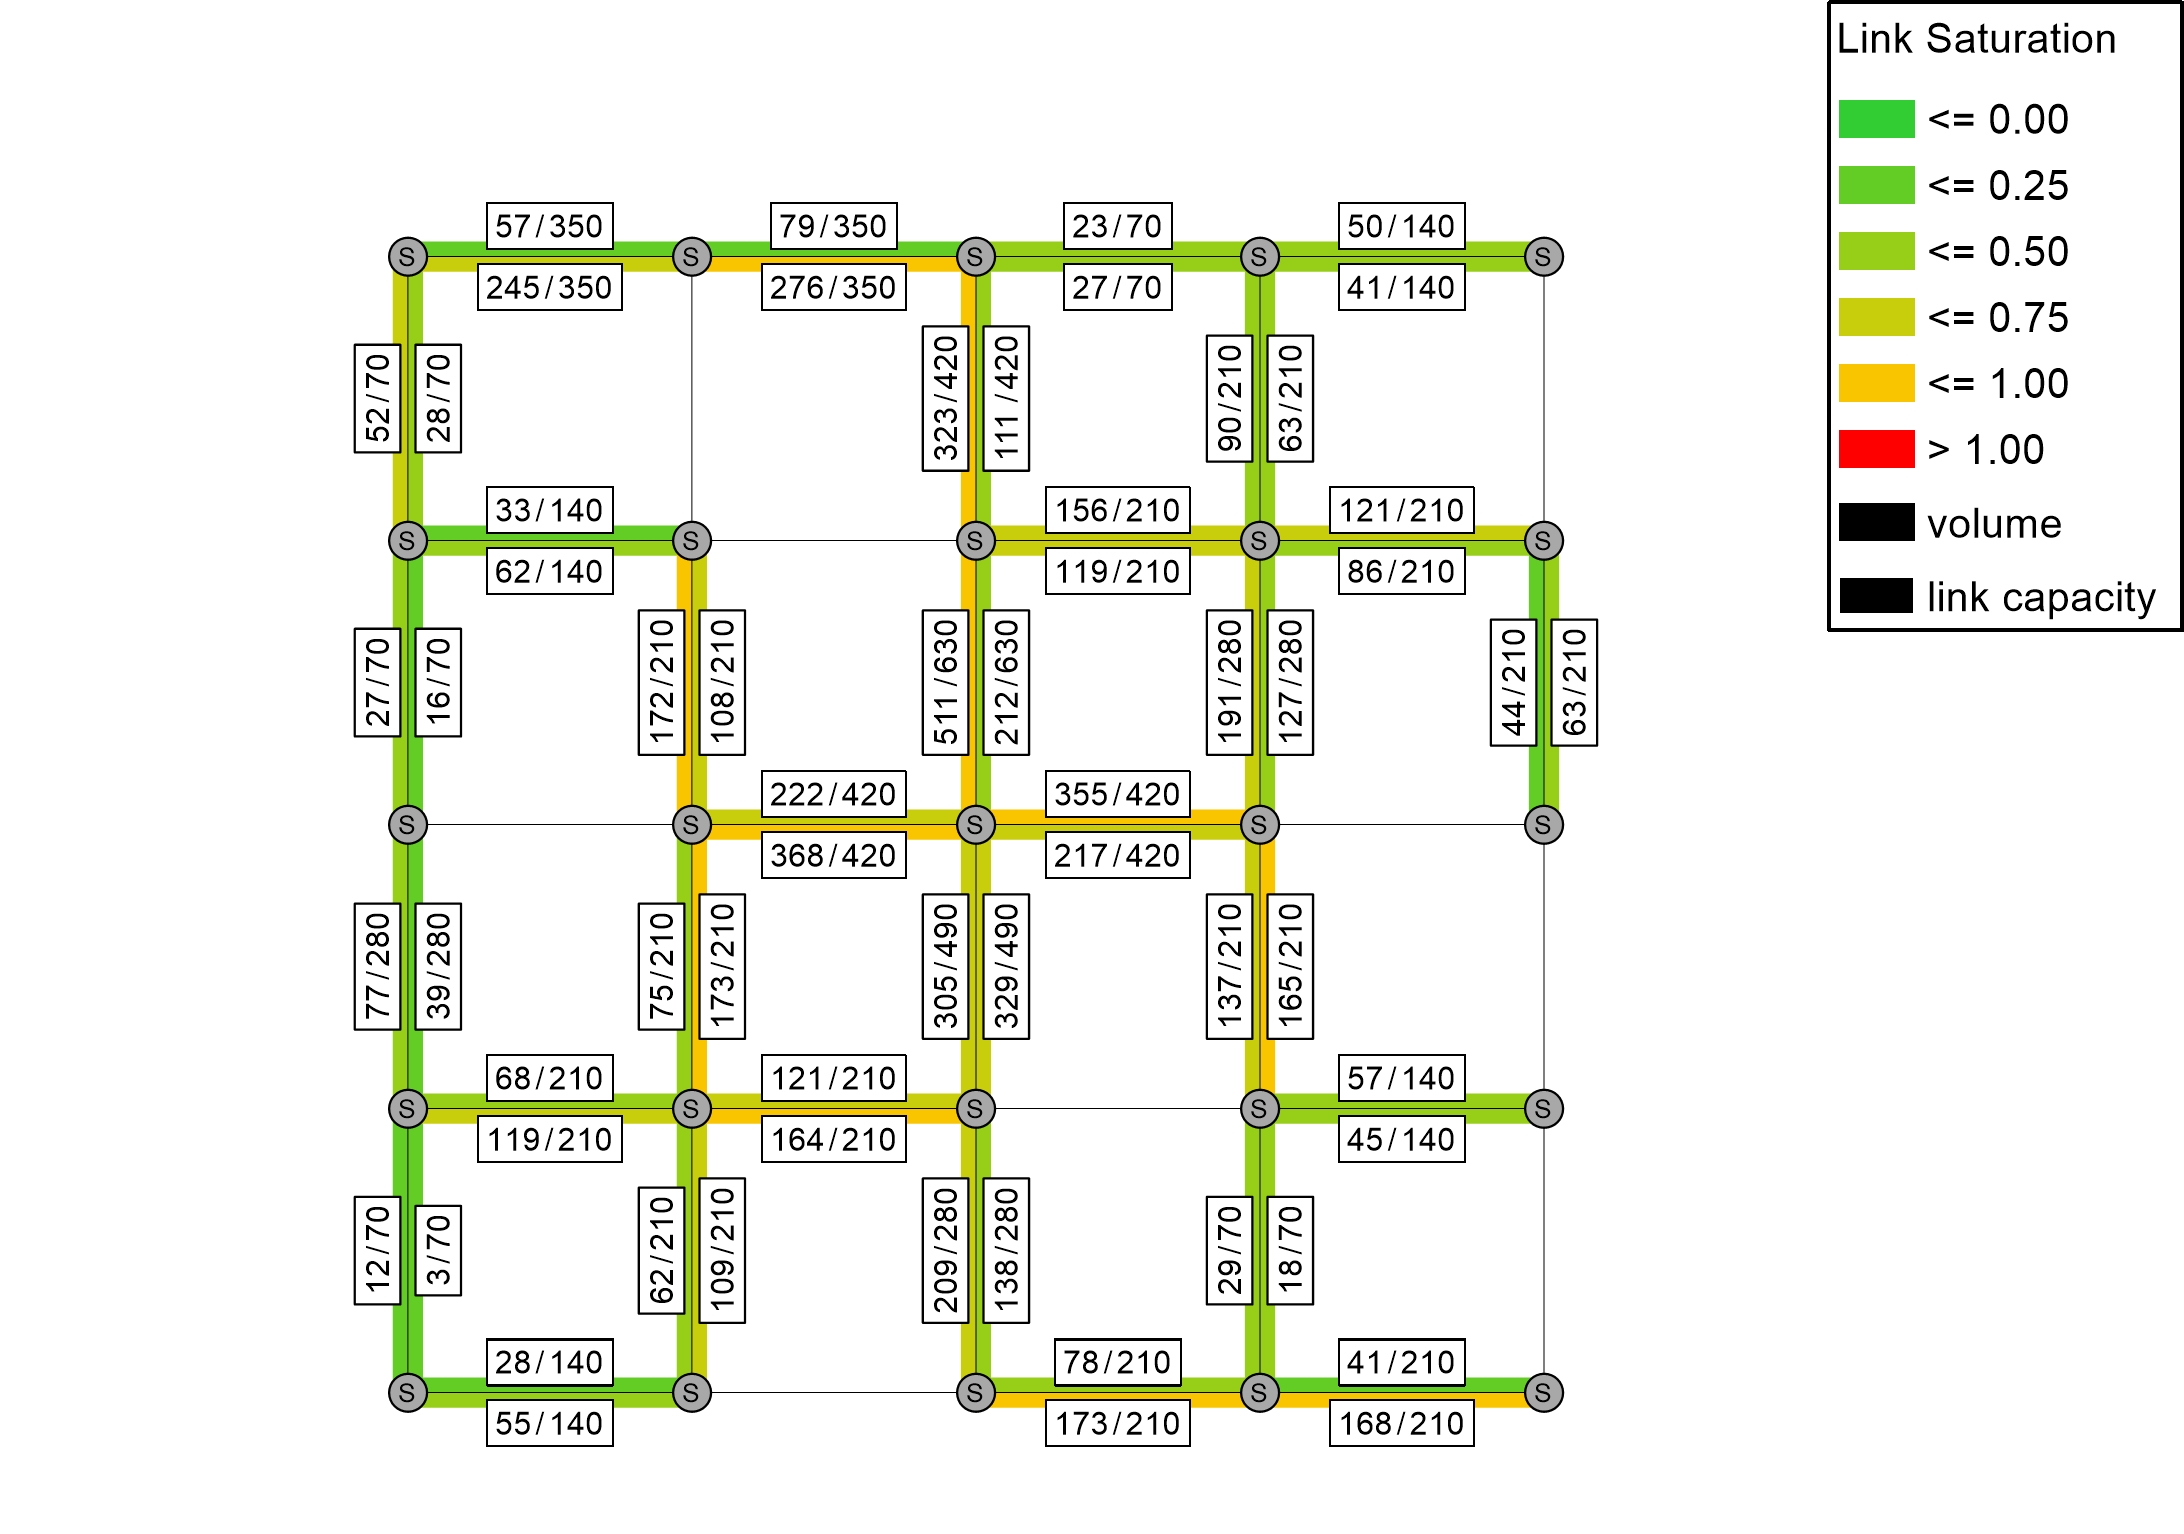 Link Saturation
<= 0.00
<= 0.25
<= 0.50
<= 0.75
<= 1.00
> 1.00
volume
link capacity
57/350
79/350
23/70
50/140
S
S
S
S
S
245/350
276/350
27/70
41/140
52/70
28/70
323/420
111/420
90/210
63/210
33/140
156/210
121/210
S
S
S
S
S
62/140
119/210
86/210
27/70
16/70
172/210
108/210
511/630
212/630
191/280
127/280
44/210
63/210
222/420
355/420
S
S
S
S
S
368/420
217/420
77/280
39/280
75/210
173/210
305/490
329/490
137/210
165/210
68/210
121/210
57/140
S
S
S
S
S
119/210
164/210
45/140
12/70
3/70
62/210
109/210
209/280
138/280
29/70
18/70
28/140
78/210
41/210
S
S
S
S
S
55/140
173/210
168/210